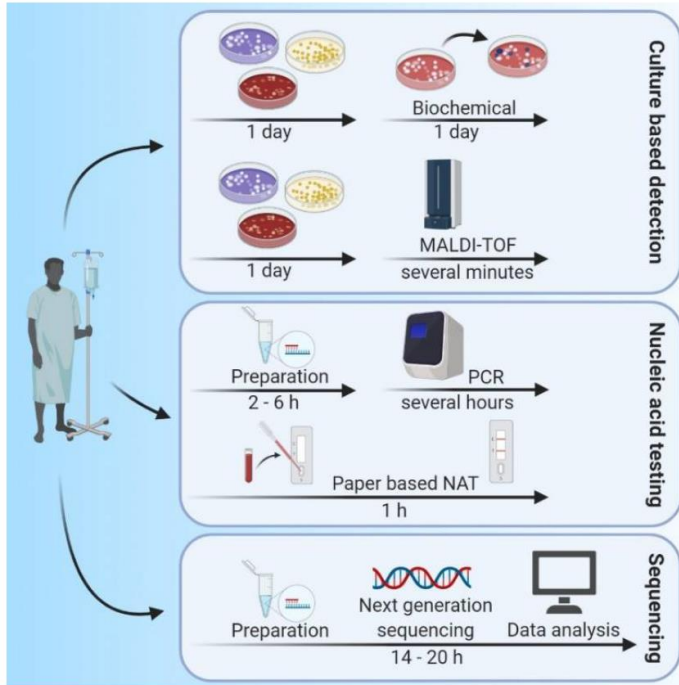 1 day
Biochemical
1 day
1 day
MALDI-TOF
several minutes
Culture based detection
Preparation
2 - 6 h
PCR
several hours
Paper based NAT
1 h
Nucleic acid testing
Preparation
Next generation
sequencing
Data analysis
14 - 20 h
Sequencing